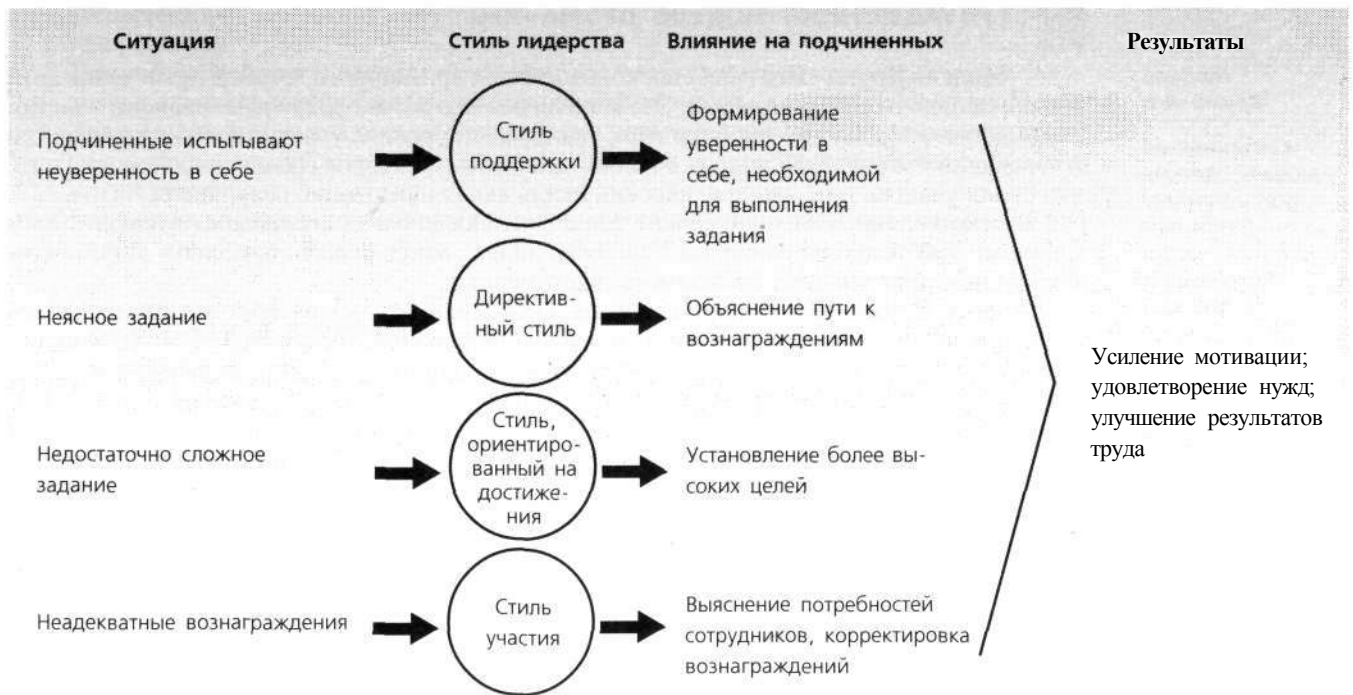 Ситуация
Стиль лидерства
Влияние на подчиненных
Результаты
Подчиненные испытывают
неуверенность в себе
Стиль
поддержки
Формирование
уверенности в
себе, необходимой
для выполнения
задания
Неясное задание
Директив-
ный стиль
Объяснение пути к
вознаграждениям
Недостаточно сложное
задание
Стиль,
ориентиро-
ванный на
достиже-
ния
Установление более вы-
соких целей
Неадекватные вознаграждения
Стиль
участия
Выяснение потребностей
сотрудников, корректировка
вознаграждений
Усиление мотивации;
удовлетворение нужд;
улучшение результатов
труда